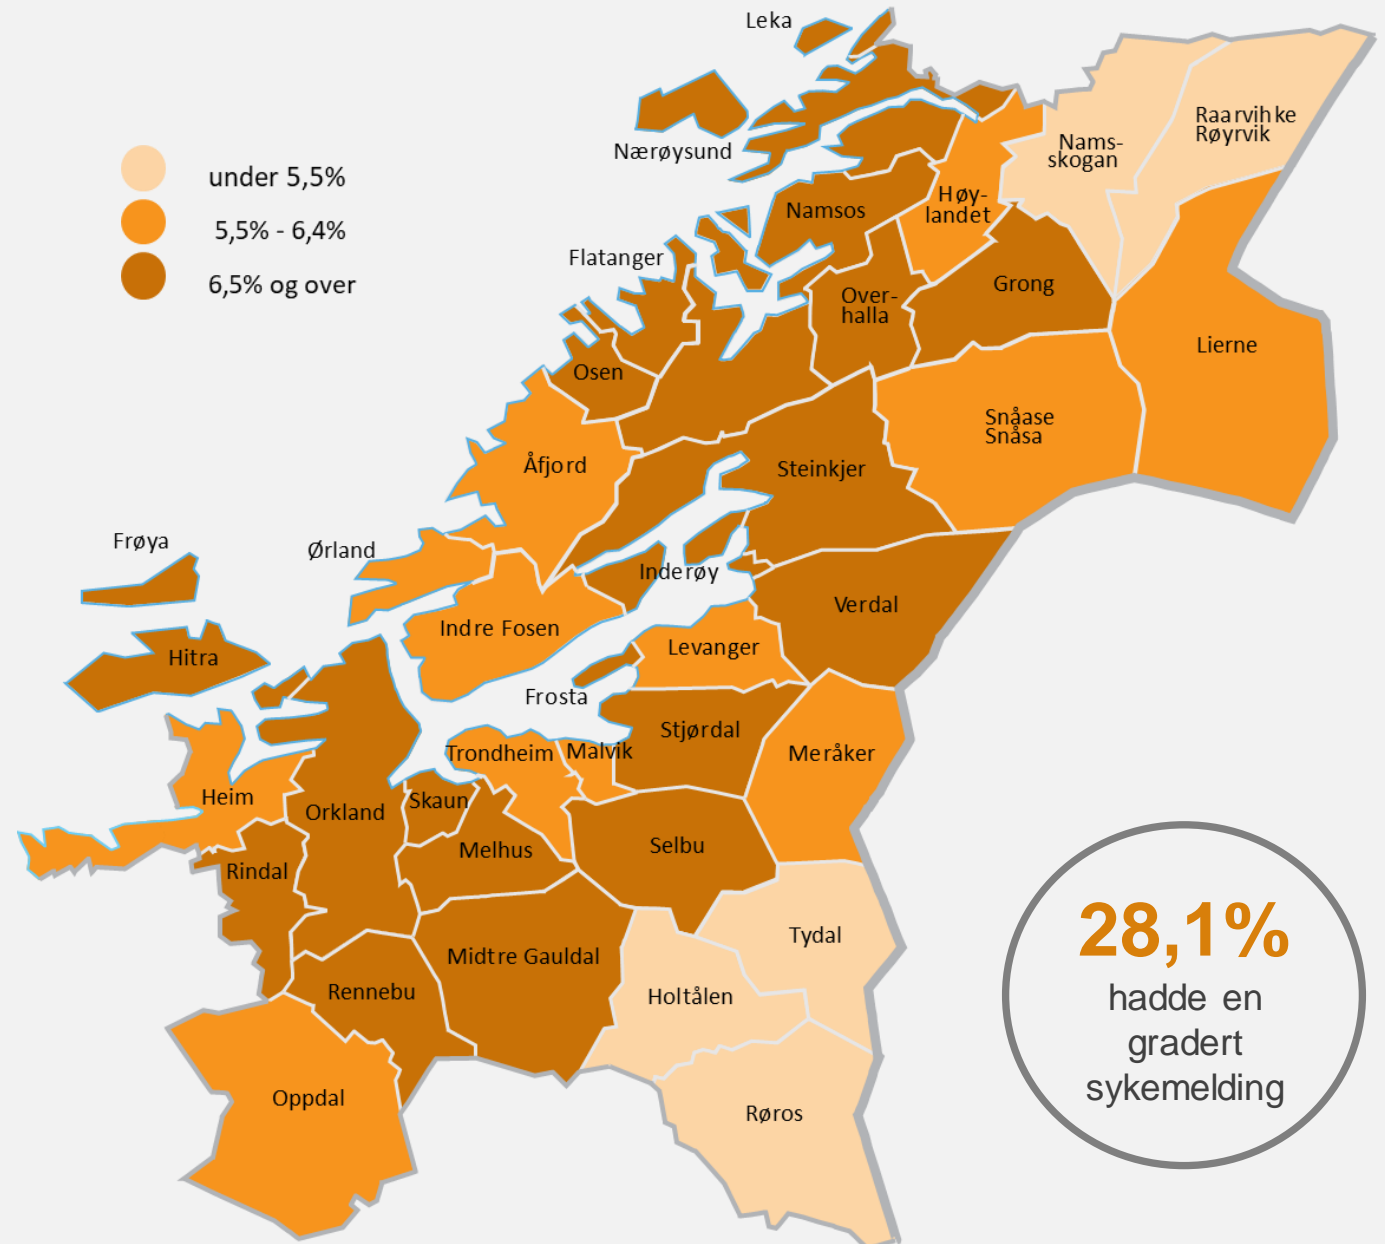 Leka
Nærøysund
under 5,5%
5,5% - 6,4%
6,5% og over
Raarvihke
Røyrvik
Nams-
skogan
Høy-
landet
Namsos
Flatanger
Grong
Over-
halla
Lierne
Osen
Snåase
Snåsa
Åfjord
Steinkjer
Frøya
Ørland
Inderøy
Verdal
Indre Fosen
Levanger
Hitra
Frosta
Stjørdal
Trondheim
Malvik
Meråker
Heim
Orkland
Skaun
Melhus
Selbu
Rindal
Tydal
Midtre Gauldal
Rennebu
Holtålen
Oppdal
Røros
28,1%
hadde en
gradert
sykemelding